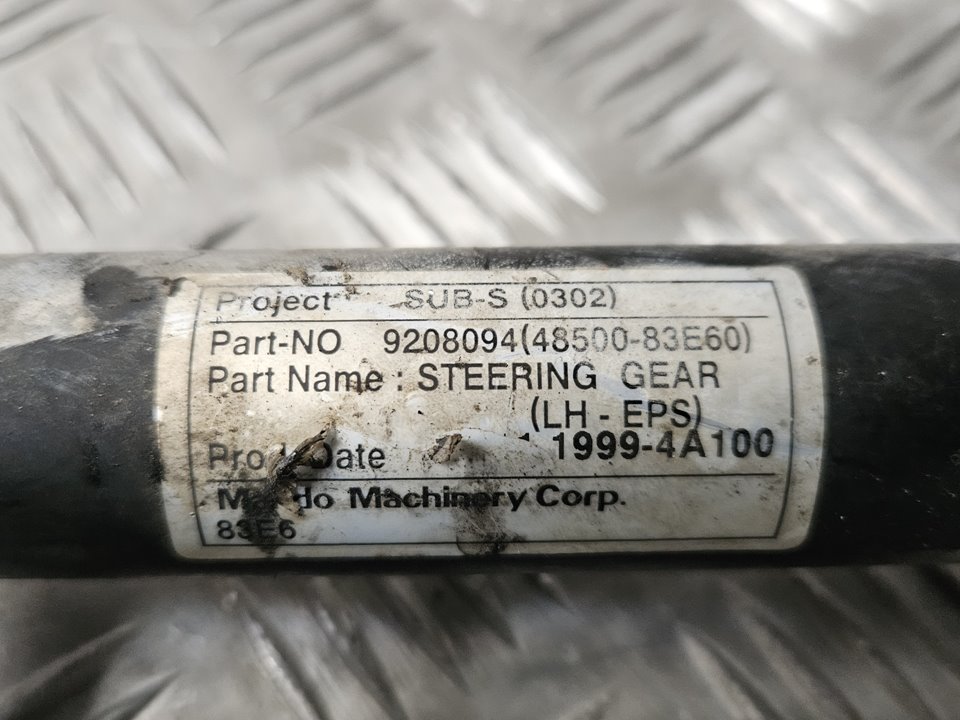 Project SUB-S (0302)
Part-NO 9208094(48500-83E60)
Part Name : STEERING GEAR
(LH - EPS)
Date 1999-4A100
Machinery Corp.
83E6